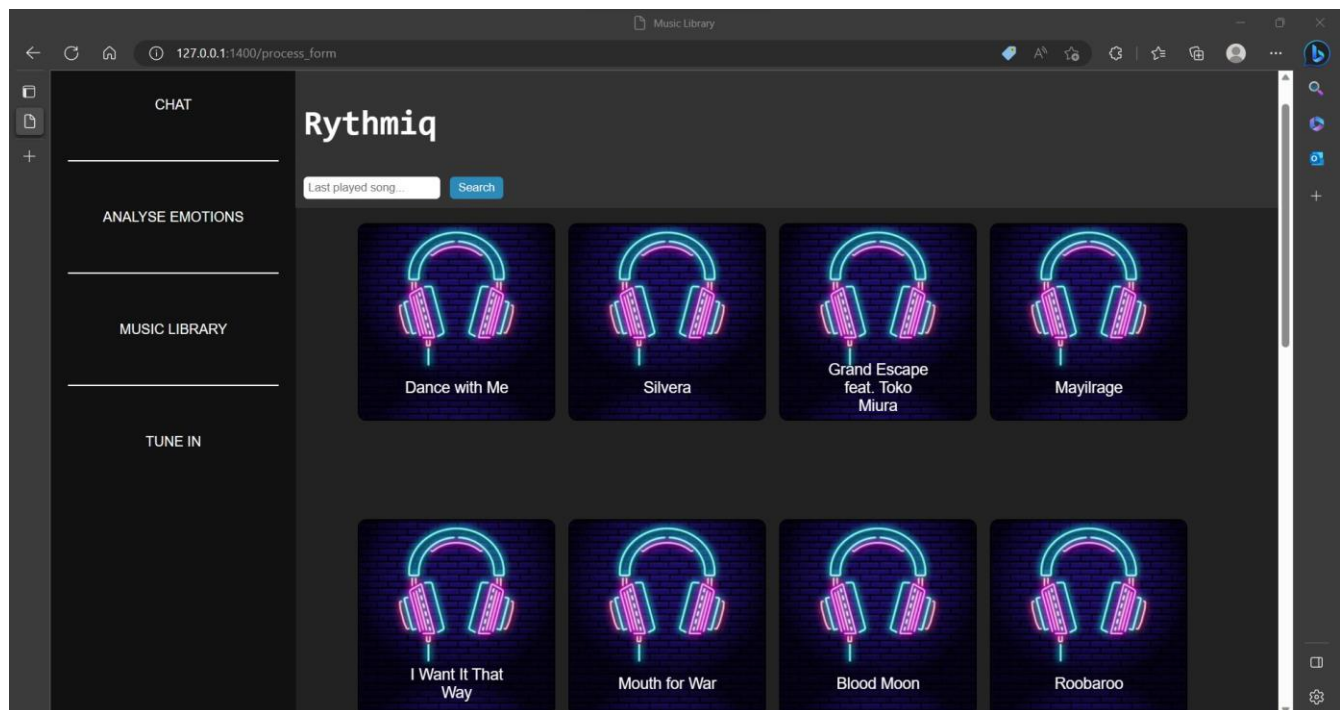 Music Library
127.0.0.1:1400/process_form
CHAT
ANALYSE EMOTIONS
MUSIC LIBRARY
TUNE IN
Rythmiq
Last played song...
Search
Dance with Me
Silvera
Grand Escape
feat. Toko
Miura
Mayilrage
I Want It That
Way
Mouth for War
Blood Moon
Roobaroo